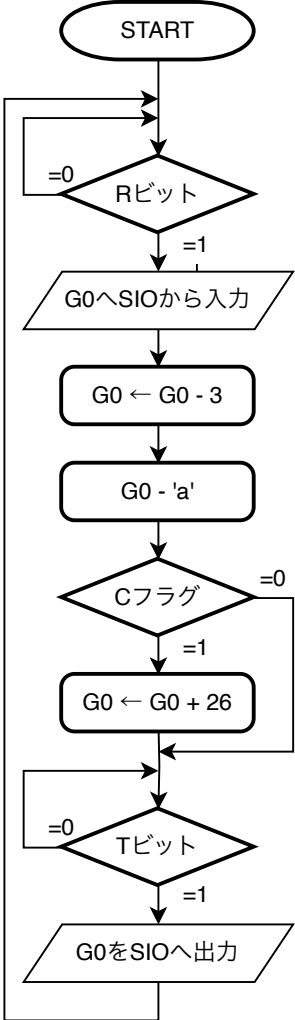 START
=0
Rビット
=1
G0へSIOから入力
G0 ← G0 - 3
G0 - 'a'
Cフラグ
=0
=1
G0 ← G0 + 26
=0
Tビット
=1
G0をSIOへ出力